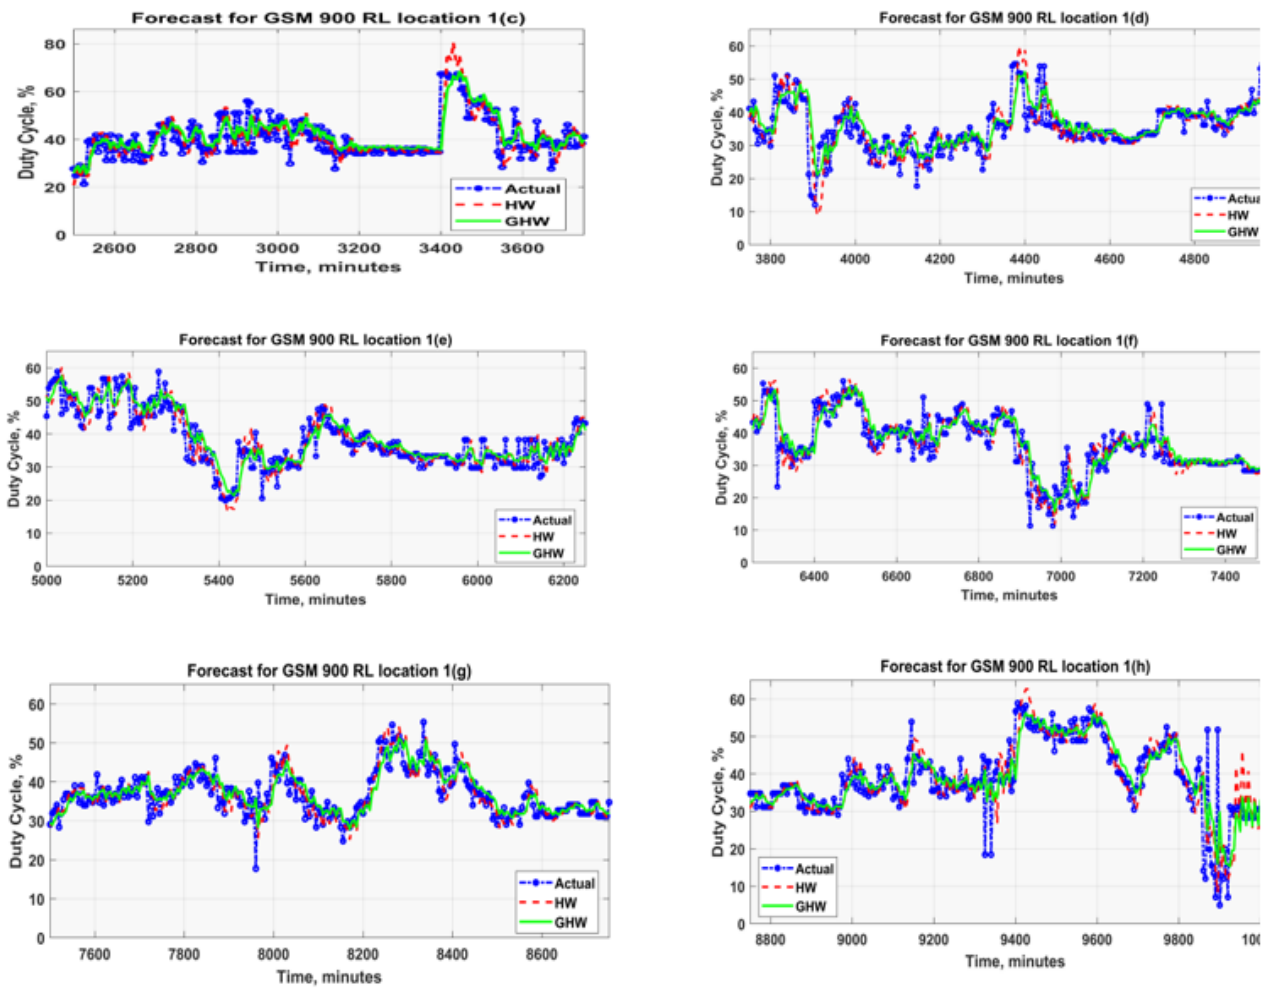 Forecast for GSM 900 RL location 1(c)
80
60
40
20
0
Duty Cycle, %
Actual
HW
GHW
2600 2800 3000 3200 3400 3600
Time, minutes
Forecast for GSM 900 RL location 1(d)
60
50
40
30
20
10
0
Duty Cycle, %
Actual
HW
GHW
3800 4000 4200 4400 4600 4800
Time, minutes
Forecast for GSM 900 RL location 1(e)
60
50
40
30
20
10
0
Duty Cycle, %
Actual
HW
GHW
5000 5200 5400 5600 5800 6000 6200
Time, minutes
Forecast for GSM 900 RL location 1(f)
60
50
40
30
20
10
0
Duty Cycle, %
Actual
HW
GHW
6400 6600 6800 7000 7200 7400
Time, minutes
Forecast for GSM 900 RL location 1(g)
60
50
40
30
20
10
0
Duty Cycle, %
Actual
HW
GHW
7600 7800 8000 8200 8400 8600
Time, minutes
Forecast for GSM 900 RL location 1(h)
60
50
40
30
20
10
0
Duty Cycle, %
Actual
HW
GHW
8800 9000 9200 9400 9600 9800 100
Time, minutes